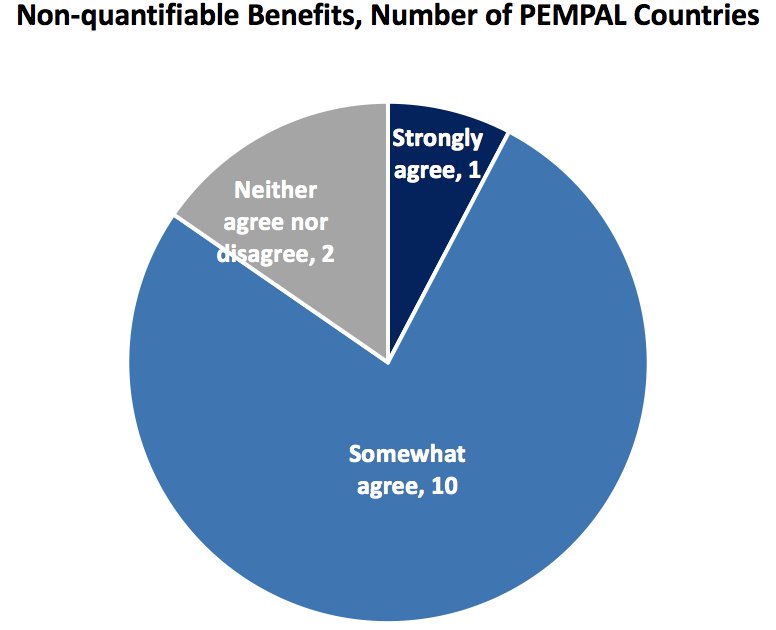 Non-quantifiable Benefits, Number of PEMPAL Countries
Strongly
agree, 1
Neither
agree nor
disagree, 2
Somewhat
agree, 10